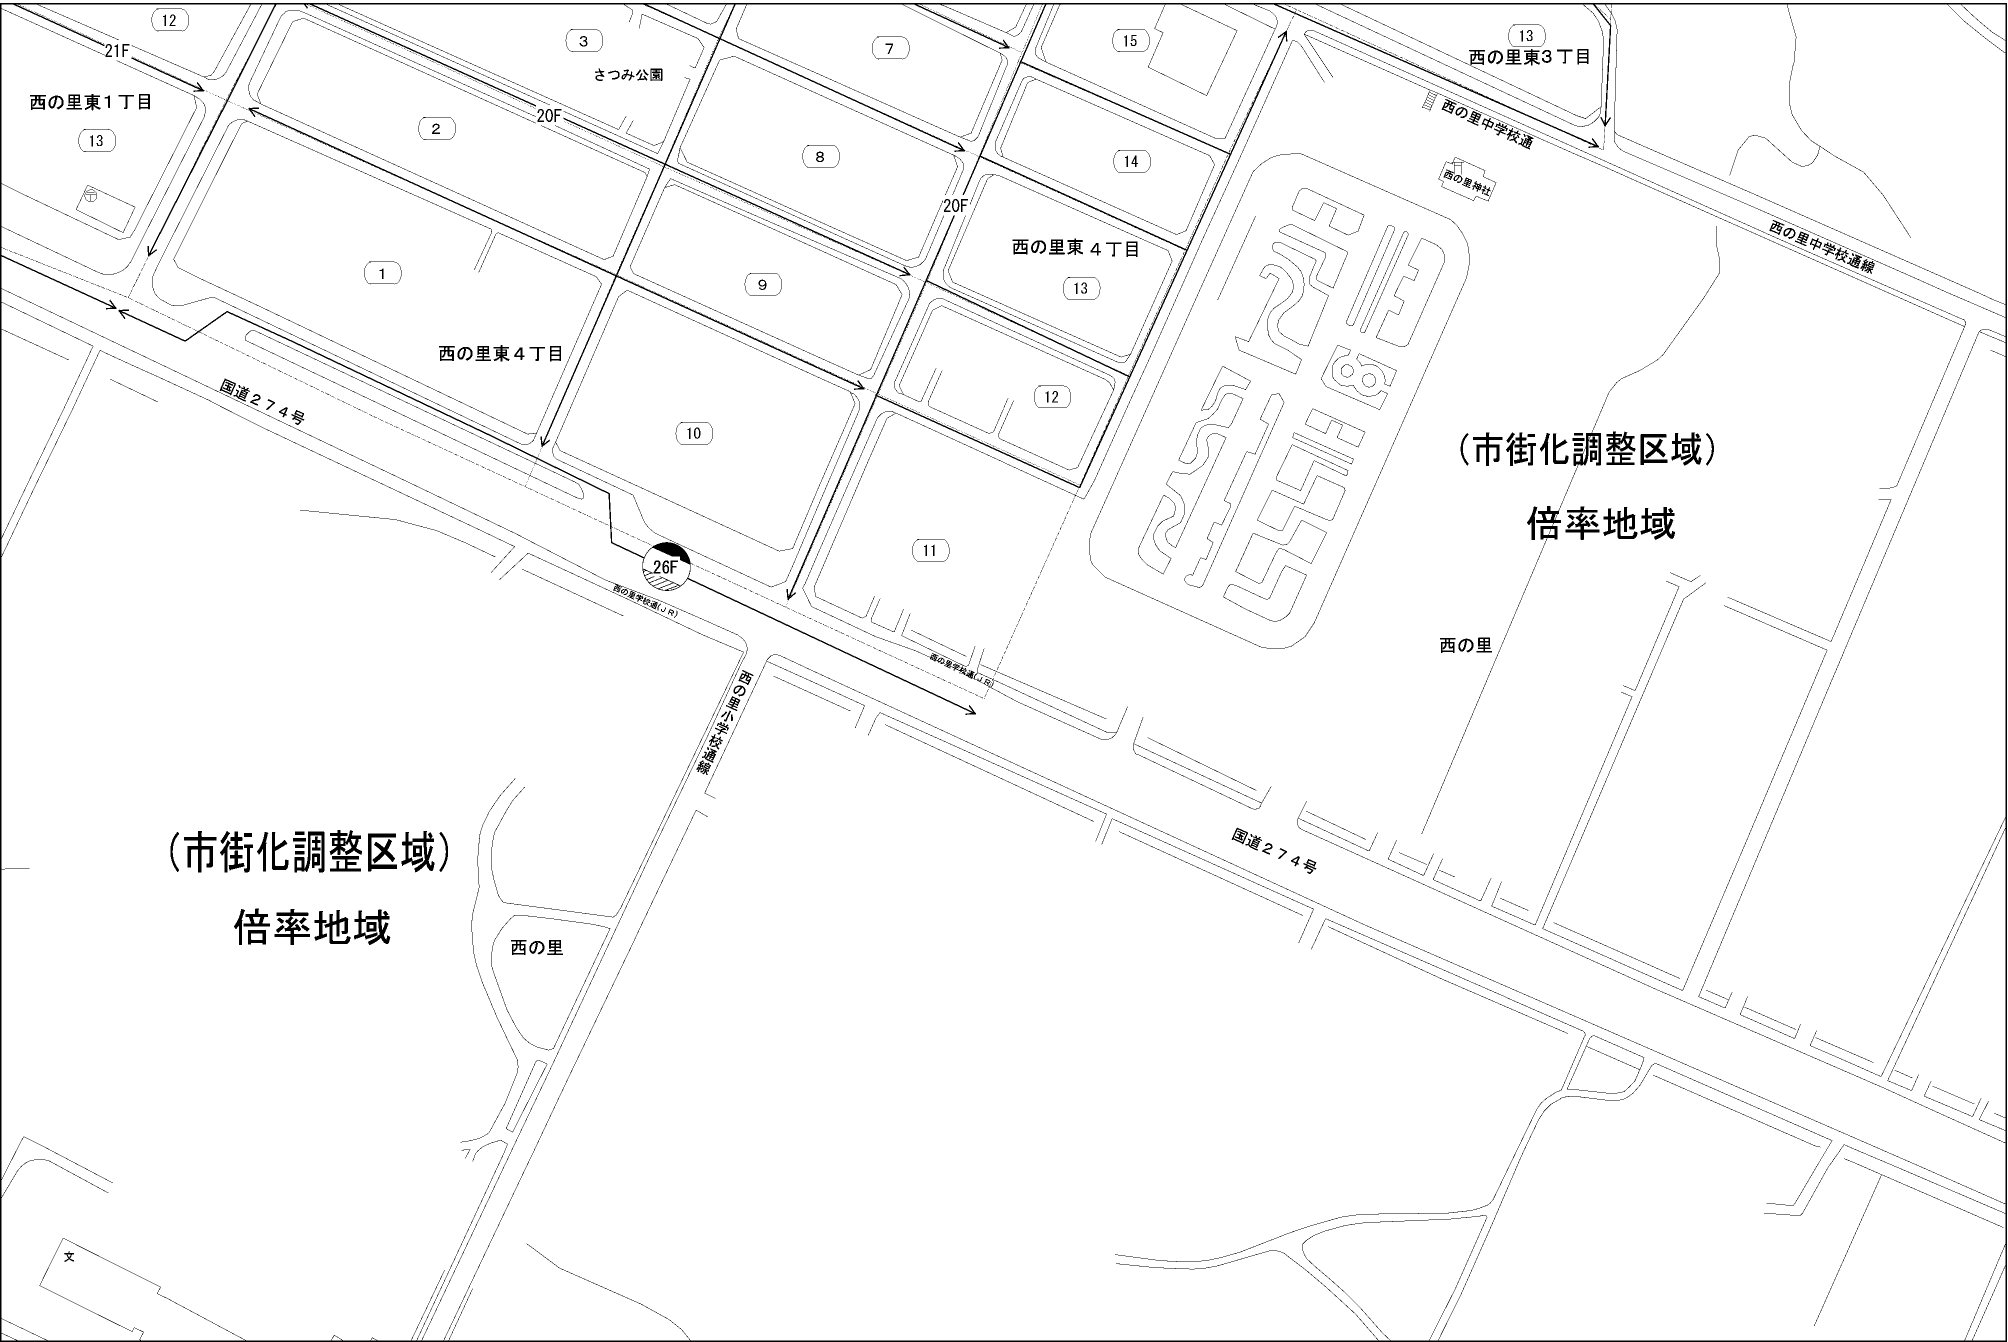 12
3
7
15
13
西の里東３丁目
21F
さつみ公園
西の里東１丁目
20F
西の里中学校通
2
13
8
14
西の里神社
〒
20F
西の里東４丁目
西の里中学校通線
1
9
13
西の里東４丁目
国道２７４号
12
10
（市街化調整区域）
倍率地域
11
26F
西の里学校通(ＪＲ)
西の里
西の里学校通(ＪＲ)
西の里小学校通線
国道２７４号
（市街化調整区域）
倍率地域
西の里
文